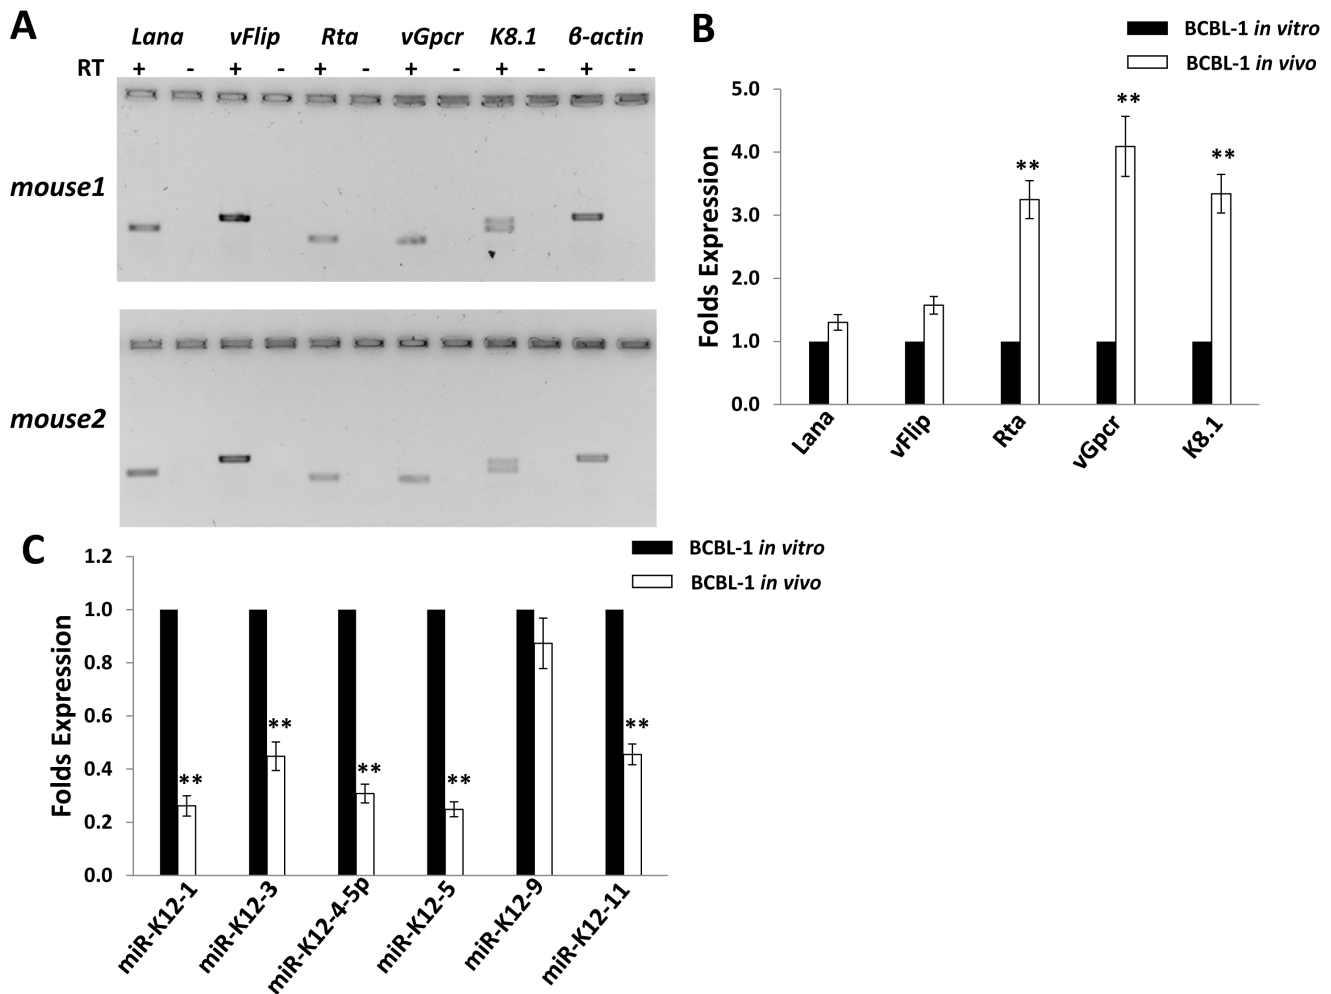 A
Lana vFlip Rta vGpcr K8.1 β-actin
RT + - + - + - + - + - + -
mouse1
mouse2
B
BCBL-1 in vitro
BCBL-1 in vivo
Folds Expression
5.0
4.0
3.0
2.0
1.0
0.0
** ** **
Lana vFlip Rta vGpcr K8.1
C
BCBL-1 in vitro
BCBL-1 in vivo
Folds Expression
1.2
1.0
0.8
0.6
0.4
0.2
0.0
** ** ** ** **
miR-K12-1 miR-K12-3 miR-K12-4-5p miR-K12-5 miR-K12-9 miR-K12-11